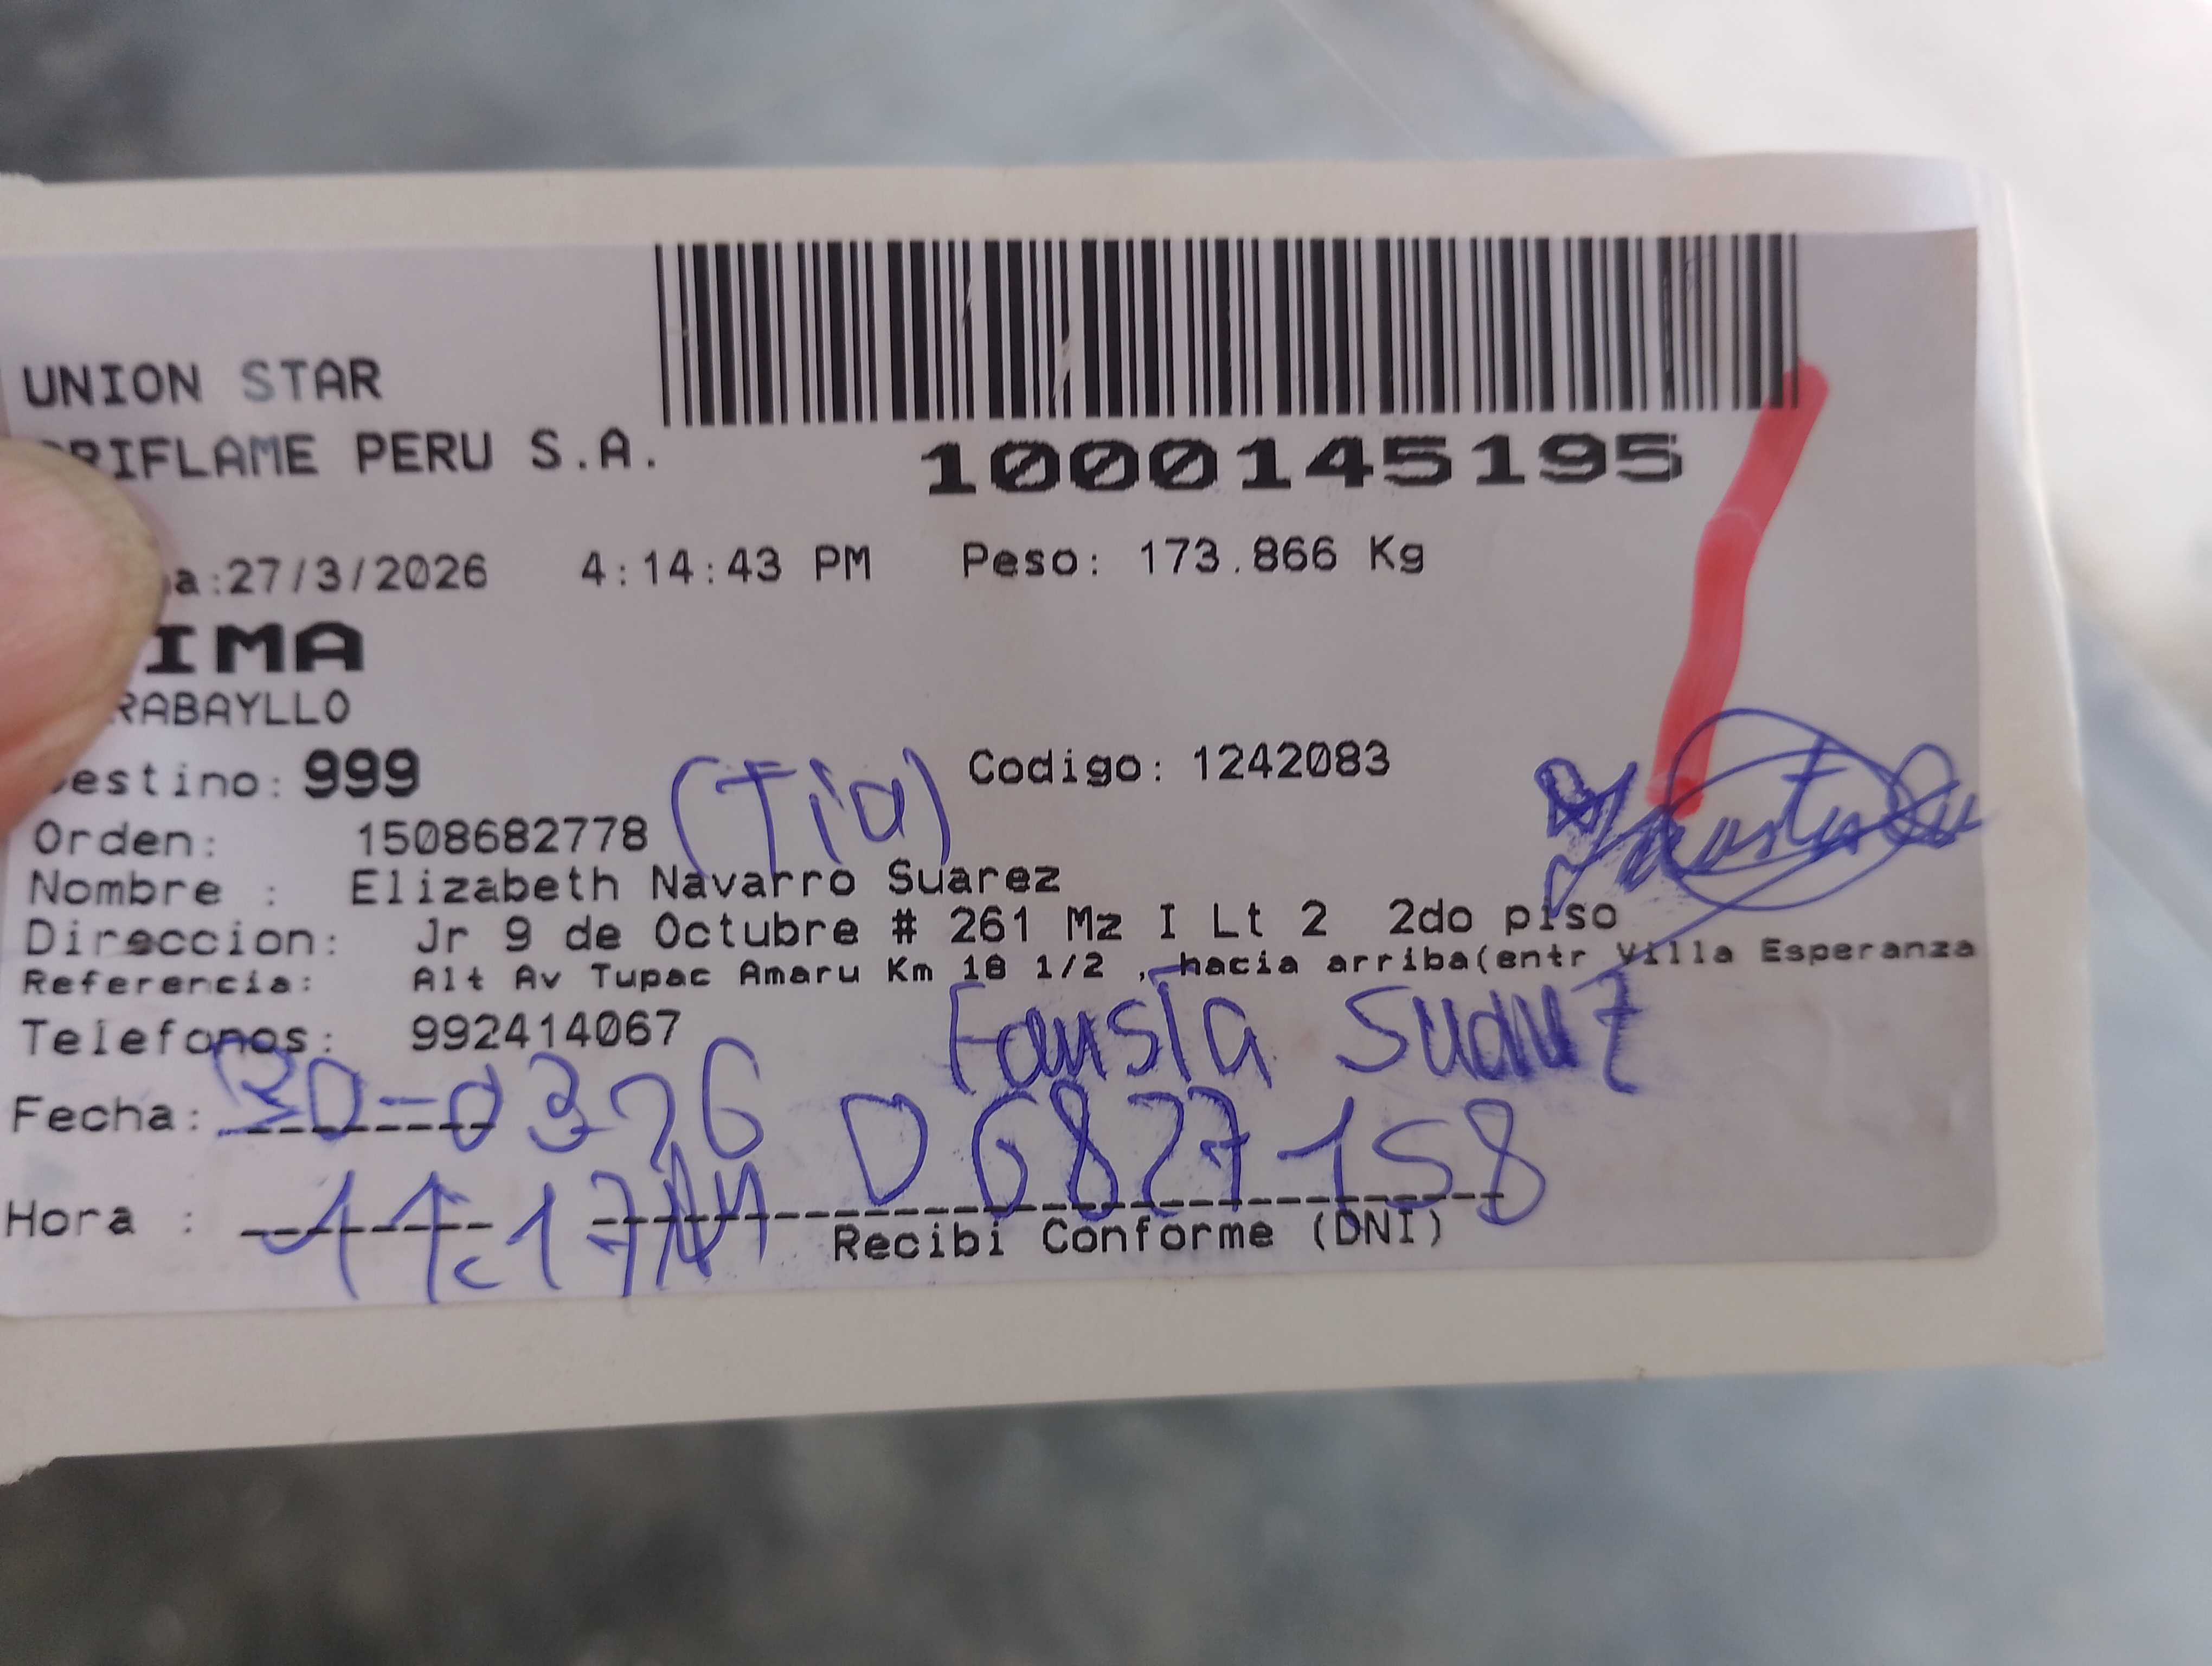 UNION STAR
RIFLAME PERU S.A.
1000145195
a:27/3/2026 4:14:43 PM Peso: 173.866 Kg
IMA
RABAYLLO
estino: 999 (Tia) Codigo: 1242083
Orden: 1508682778
Nombre : Elizabeth Navarro Suarez
Direccion: Jr 9 de Octubre # 261 Mz I Lt 2 2do piso
Referencia: Alt Av Tupac Amaru Km 18 1/2 , hacia arriba(entr Villa Esperanza
Telefonos: 992414067 Fausta Suarez
Fecha: 30-0326 06827158
Hora : 11:17AM
Recibi Conforme (DNI)